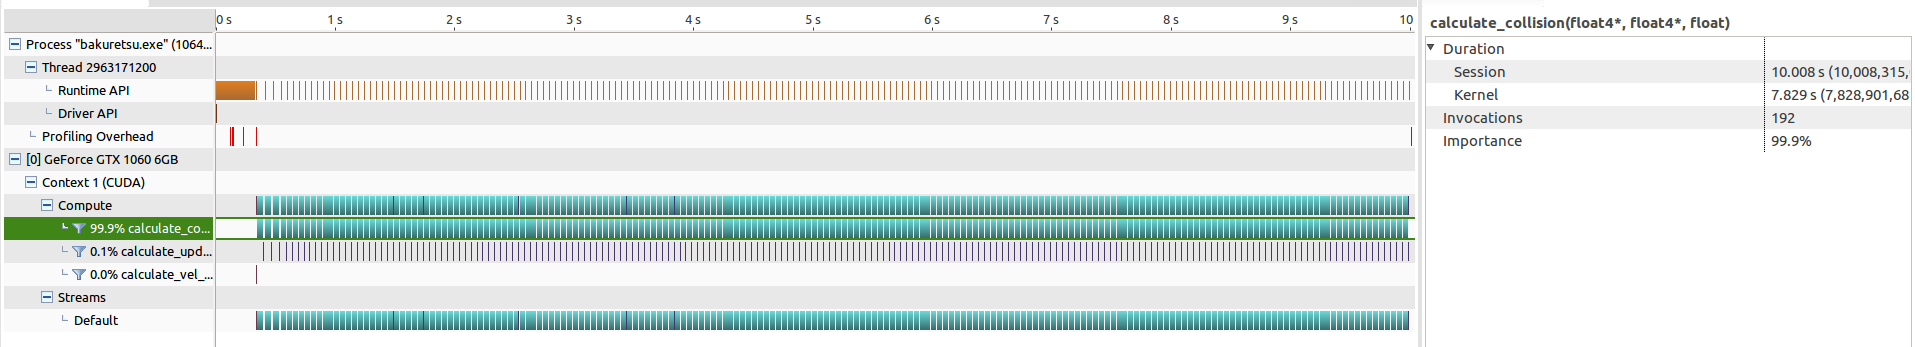 0 s 1 s 2 s 3 s 4 s 5 s 6 s 7 s 8 s 9 s 10
Process "bakuretsu.exe" (1064...
Thread 2963171200
Runtime API
Driver API
Profiling Overhead
[0] GeForce GTX 1060 6GB
Context 1 (CUDA)
Compute
99.9% calculate_co...
0.1% calculate_upd...
0.0% calculate_vel_...
Streams
Default
calculate_collision(float4*, float4*, float)
Duration
Session 10.008 s (10,008,315,
Kernel 7.829 s (7,828,901,68
Invocations 192
Importance 99.9%